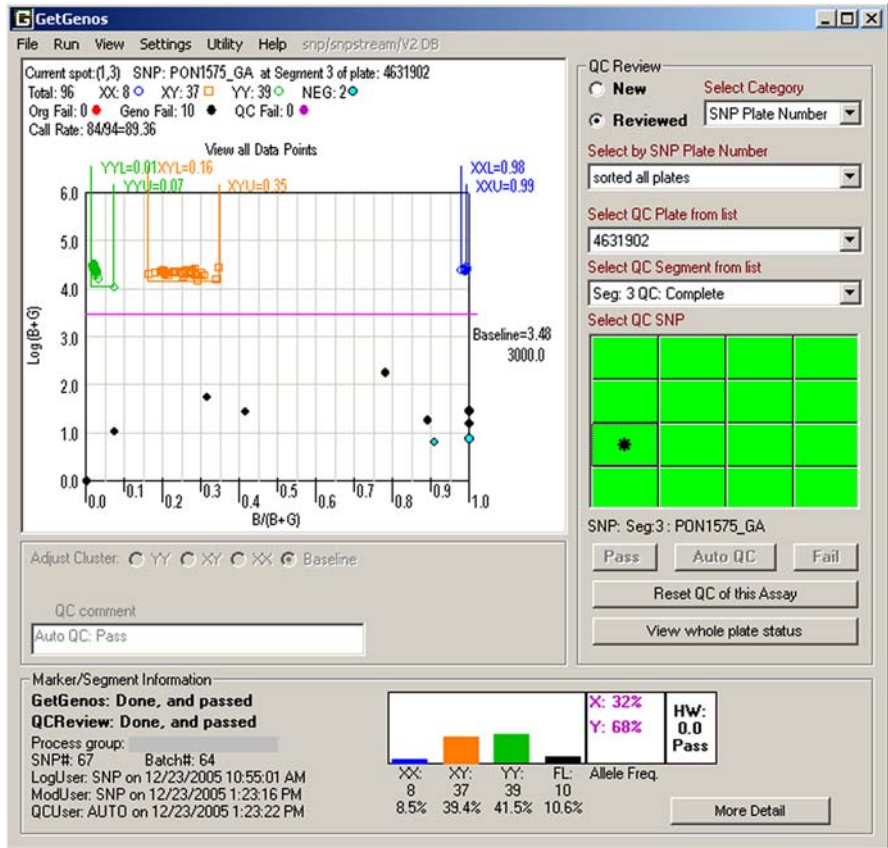 GetGenos
File Run View Settings Utility Help snp/snpstream/V2 DB
Current spot:(1,3) SNP: PON1575_GA at Segment 3 of plate: 4631902
Total: 96 XX: 8 XY: 37 YY: 39 NEG: 2
Org Fail: 0 Geno Fail: 10 QC Fail: 0
Call Rate: 84/94=89.36
View all Data Points
YYL=0.01 XYL=0.16 XXL=0.98
YYU=0.07 XYU=0.35 XXU=0.99
6.0
5.0
4.0
3.0
2.0
1.0
0.0
Log (B+G)
Baseline=3.48
3000.0
0.0 0.1 0.2 0.3 0.4 0.5 0.6 0.7 0.8 0.9 1.0
B/(B+G)
Adjust Cluster: YY XY XX Baseline
QC comment
Auto QC: Pass
QC Review
New
Reviewed
Select Category
SNP Plate Number
Select by SNP Plate Number
sorted all plates
Select QC Plate from list
4631902
Select QC Segment from list
Seg: 3 QC: Complete
Select QC SNP
SNP: Seg:3 : PON1575_GA
Pass Auto QC Fail
Reset QC of this Assay
View whole plate status
Marker/Segment Information
GetGenos: Done, and passed
QCReview: Done, and passed
Process group:
SNP#: 67 Batch#: 64
LogUser: SNP on 12/23/2005 10:55:01 AM
ModUser: SNP on 12/23/2005 1:23:16 PM
QCUser: AUTO on 12/23/2005 1:23:22 PM
XX: XY: YY: FL:
8 37 39 10
8.5% 39.4% 41.5% 10.6%
X: 32%
Y: 68%
Allele Freq.
HW:
0.0
Pass
More Detail